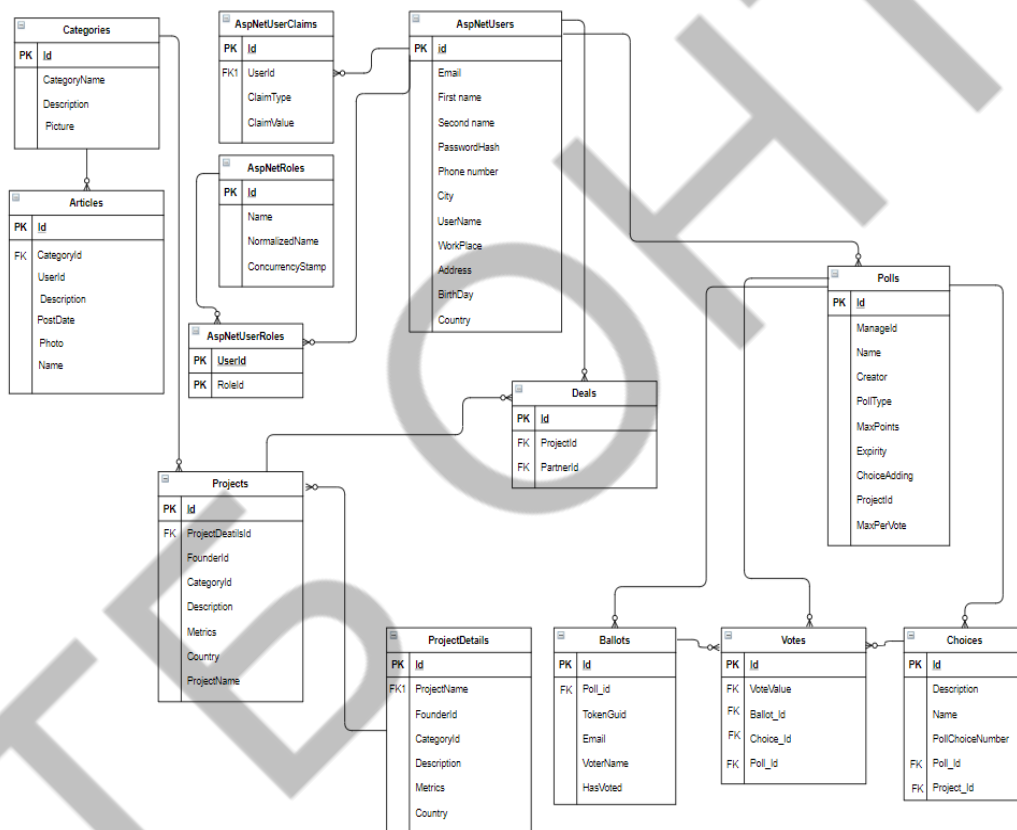 Categories
PK Id
CategoryName
Description
Picture
AspNetUserClaims
PK Id
FK1 UserId
ClaimType
ClaimValue
AspNetUsers
PK id
Email
First name
Second name
PasswordHash
Phone number
City
UserName
WorkPlace
Address
BirthDay
Country
AspNetRoles
PK Id
Name
NormalizedName
ConcurrencyStamp
Articles
PK Id
FK CategoryId
UserId
Description
PostDate
Photo
Name
AspNetUserRoles
PK UserId
PK RoleId
Polls
PK Id
ManageId
Name
Creator
PollType
MaxPoints
Expirity
ChoiceAdding
ProjectId
MaxPerVote
Deals
PK Id
FK ProjectId
FK PartnerId
Projects
PK Id
FK ProjectDeatilsId
FounderId
CategoryId
Description
Metrics
Country
ProjectName
ProjectDetails
PK Id
FK1 ProjectName
FounderId
CategoryId
Description
Metrics
Country
Ballots
PK Id
FK Poll_id
TokenGuid
Email
VoterName
HasVoted
Votes
PK Id
FK VoteValue
FK Ballot_Id
FK Choice_Id
FK Poll_Id
Choices
PK Id
Description
Name
PollChoiceNumber
FK Poll_Id
FK Project_Id